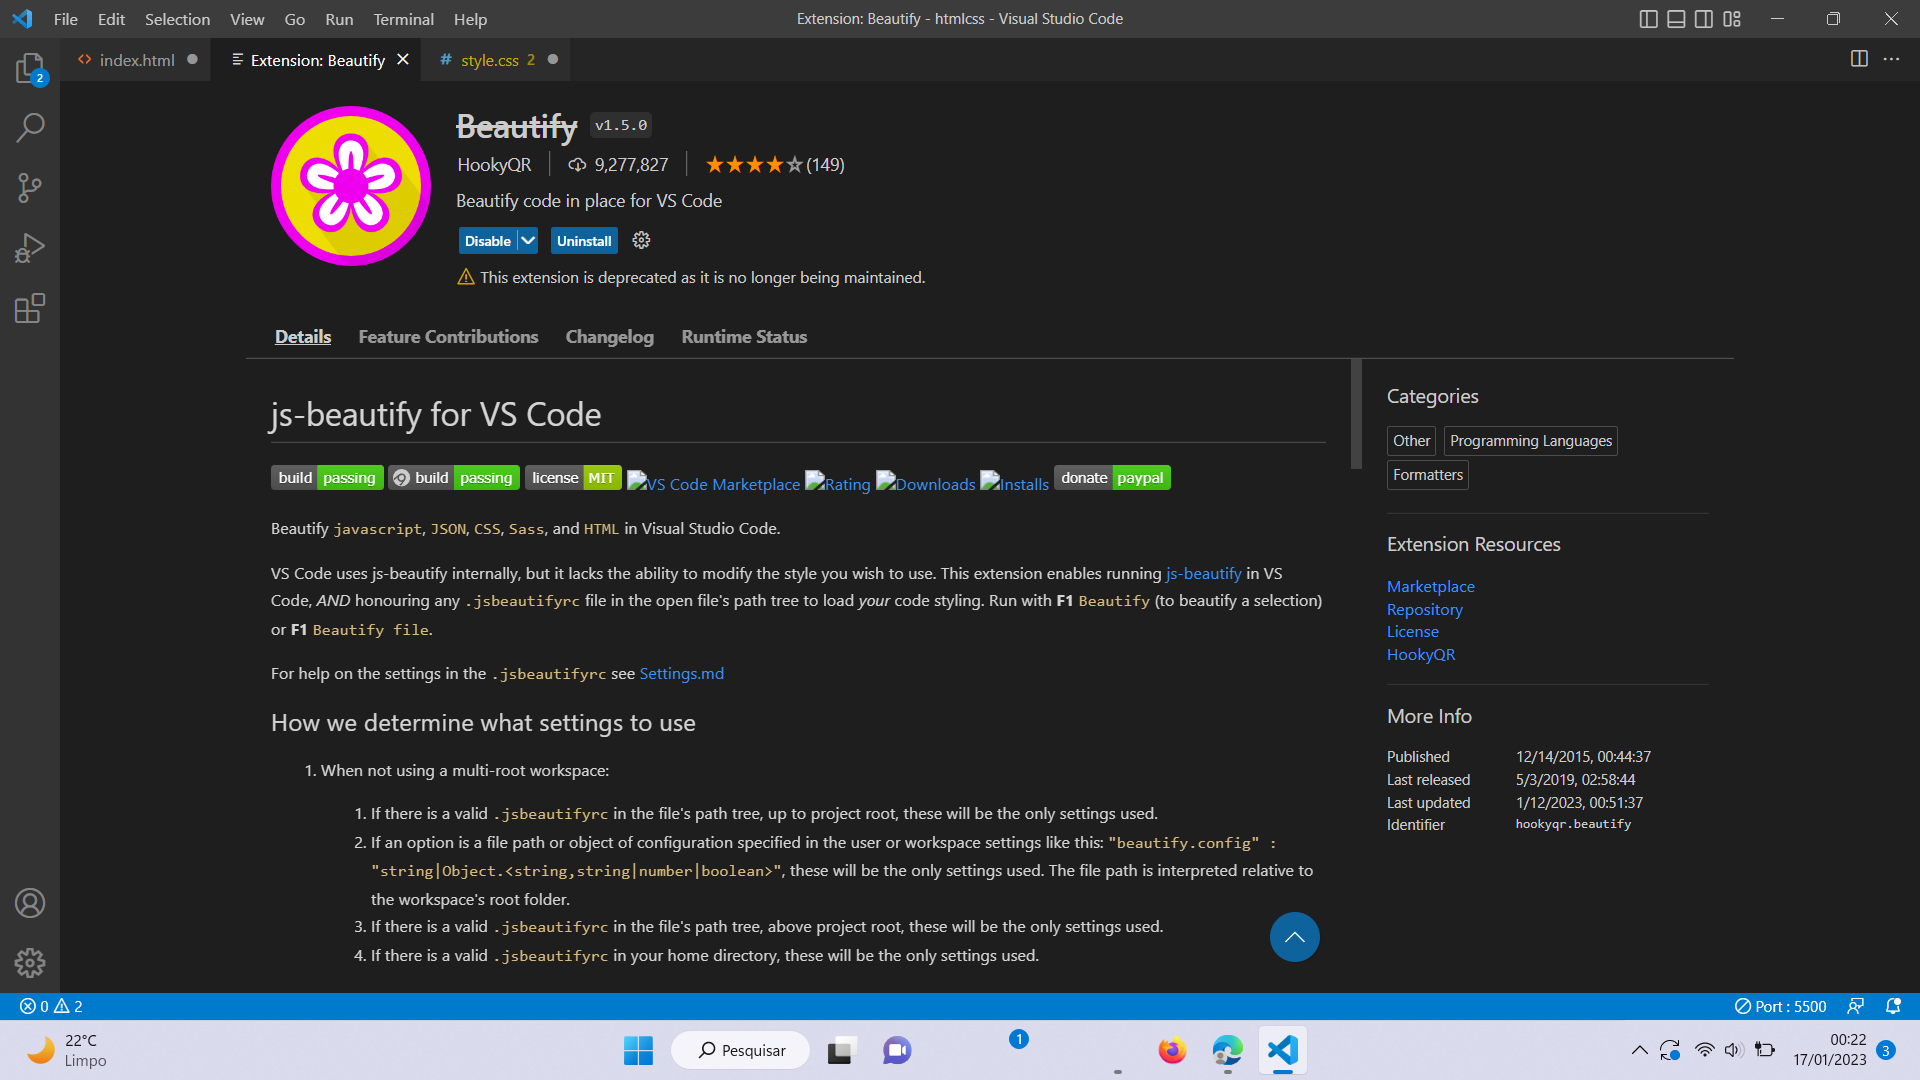 File Edit Selection View Go Run Terminal Help
Extension: Beautify - htmlcss - Visual Studio Code
index.html
Extension: Beautify
# style.css 2
2
Beautify v1.5.0
HookyQR 9,277,827 (149)
Beautify code in place for VS Code
Disable Uninstall
This extension is deprecated as it is no longer being maintained.
Details Feature Contributions Changelog Runtime Status
js-beautify for VS Code
build passing build passing license MIT VS Code Marketplace Rating Downloads Installs donate paypal
Beautify javascript, JSON, CSS, Sass, and HTML in Visual Studio Code.
VS Code uses js-beautify internally, but it lacks the ability to modify the style you wish to use. This extension enables running js-beautify in VS
Code, AND honouring any .jsbeautifyrc file in the open file's path tree to load your code styling. Run with F1 Beautify (to beautify a selection)
or F1 Beautify file.
For help on the settings in the .jsbeautifyrc see Settings.md
How we determine what settings to use
1. When not using a multi-root workspace:
1. If there is a valid .jsbeautifyrc in the file's path tree, up to project root, these will be the only settings used.
2. If an option is a file path or object of configuration specified in the user or workspace settings like this: "beautify.config" :
"string|Object.<string,string|number|boolean>", these will be the only settings used. The file path is interpreted relative to
the workspace's root folder.
3. If there is a valid .jsbeautifyrc in the file's path tree, above project root, these will be the only settings used.
4. If there is a valid .jsbeautifyrc in your home directory, these will be the only settings used.
Categories
Other Programming Languages
Formatters
Extension Resources
Marketplace
Repository
License
HookyQR
More Info
Published 12/14/2015, 00:44:37
Last released 5/3/2019, 02:58:44
Last updated 1/12/2023, 00:51:37
Identifier hookyqr.beautify
0 2
Port : 5500
22°C
Limpo
Pesquisar
1
00:22
17/01/2023
3